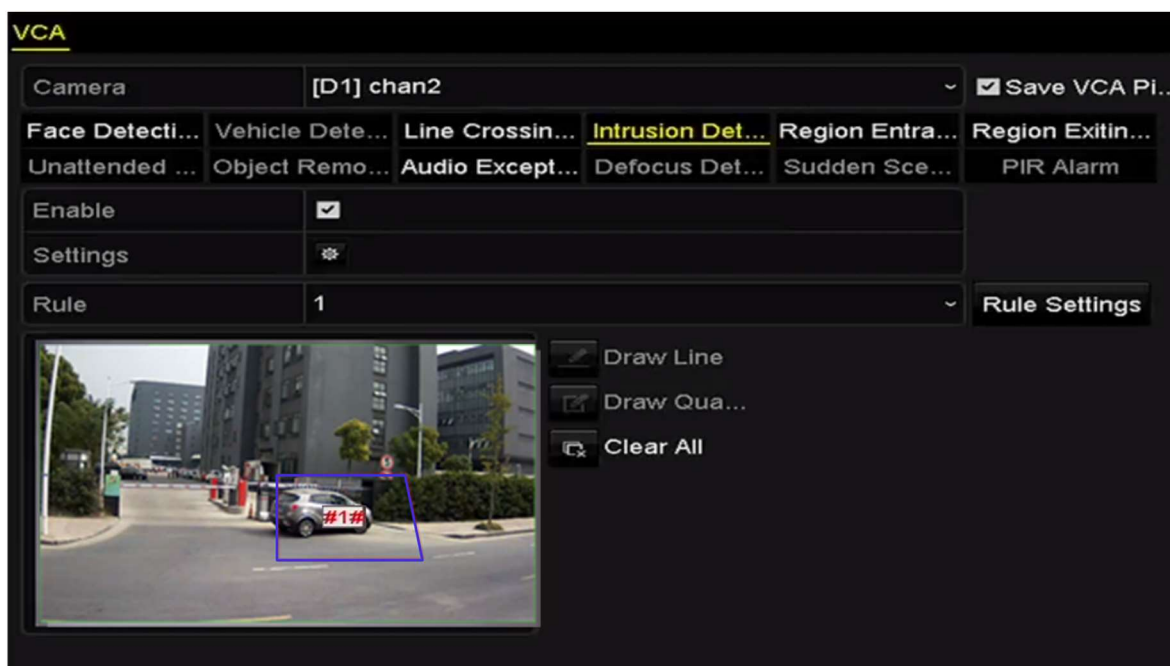 VCA
Camera [D1] chan2 Save VCA Pi...
Face Detecti... Vehicle Dete... Line Crossin... Intrusion Det... Region Entra... Region Exitin...
Unattended ... Object Remo... Audio Except... Defocus Det... Sudden Sce... PIR Alarm
Enable
Settings
Rule 1 Rule Settings
Draw Line
Draw Qua...
Clear All
#1#